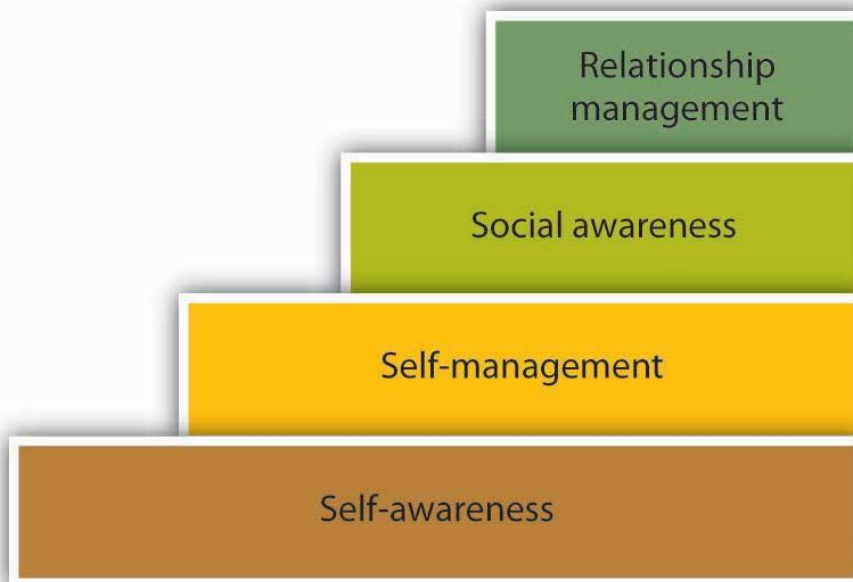 Relationship
management
Social awareness
Self-management
Self-awareness